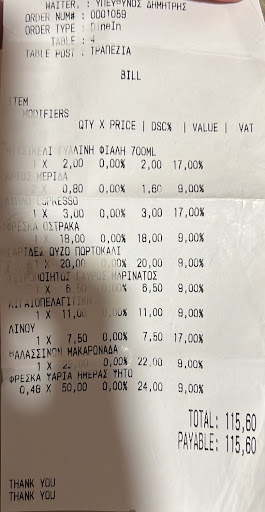 WAITER, : ΥΠΕΥΘΥΝΟΣ ΔΗΜΗΤΡΗΣ
ORDER NUM# : 0001059
ORDER TYPE : DineIn
TABLE : 4
TABLE POST : ΤΡΑΠΕΖΙΑ
BILL
ITEM
MODIFIERS
QTY X PRICE | DSC% | VALUE | VAT
ΓΥΑΛΙΝΗ ΦΙΑΛΗ 700ML
1 X 2,00 0,00% 2,00 17,00%
ΜΕΡΙΔΑ
2 X 0,80 0,00% 1,60 9,00%
ESPRESSO
1 X 3,00 0,00% 3,00 17,00%
ΦΡΕΣΚΑ ΟΣΤΡΑΚΑ
1 X 18,00 0,00% 18,00 9,00%
ΓΑΡΙΔΕΣ ΟΥΖΟ ΠΟΡΤΟΚΑΛΙ
1 X 20,00 0,00% 20,00 9,00%
ΓΑΥΡΟΣ ΜΑΡΙΝΑΤΟΣ
1 X 6,50 0,00% 6,50 9,00%
1 X 11,00 0,00% 11,00 9,00%
ΛΙΝΟΥ
1 X 7,50 0,00% 7,50 17,00%
ΘΑΛΑΣΣΙΝΩΝ ΜΑΚΑΡΟΝΑΔΑ
1 X 22,00 0,00% 22,00 9,00%
ΦΡΕΣΚΑ ΨΑΡΙΑ ΗΜΕΡΑΣ ΨΗΤΟ
0,48 X 50,00 0,00% 24,00 9,00%
TOTAL: 115,60
PAYABLE: 115,60
THANK YOU
THANK YOU